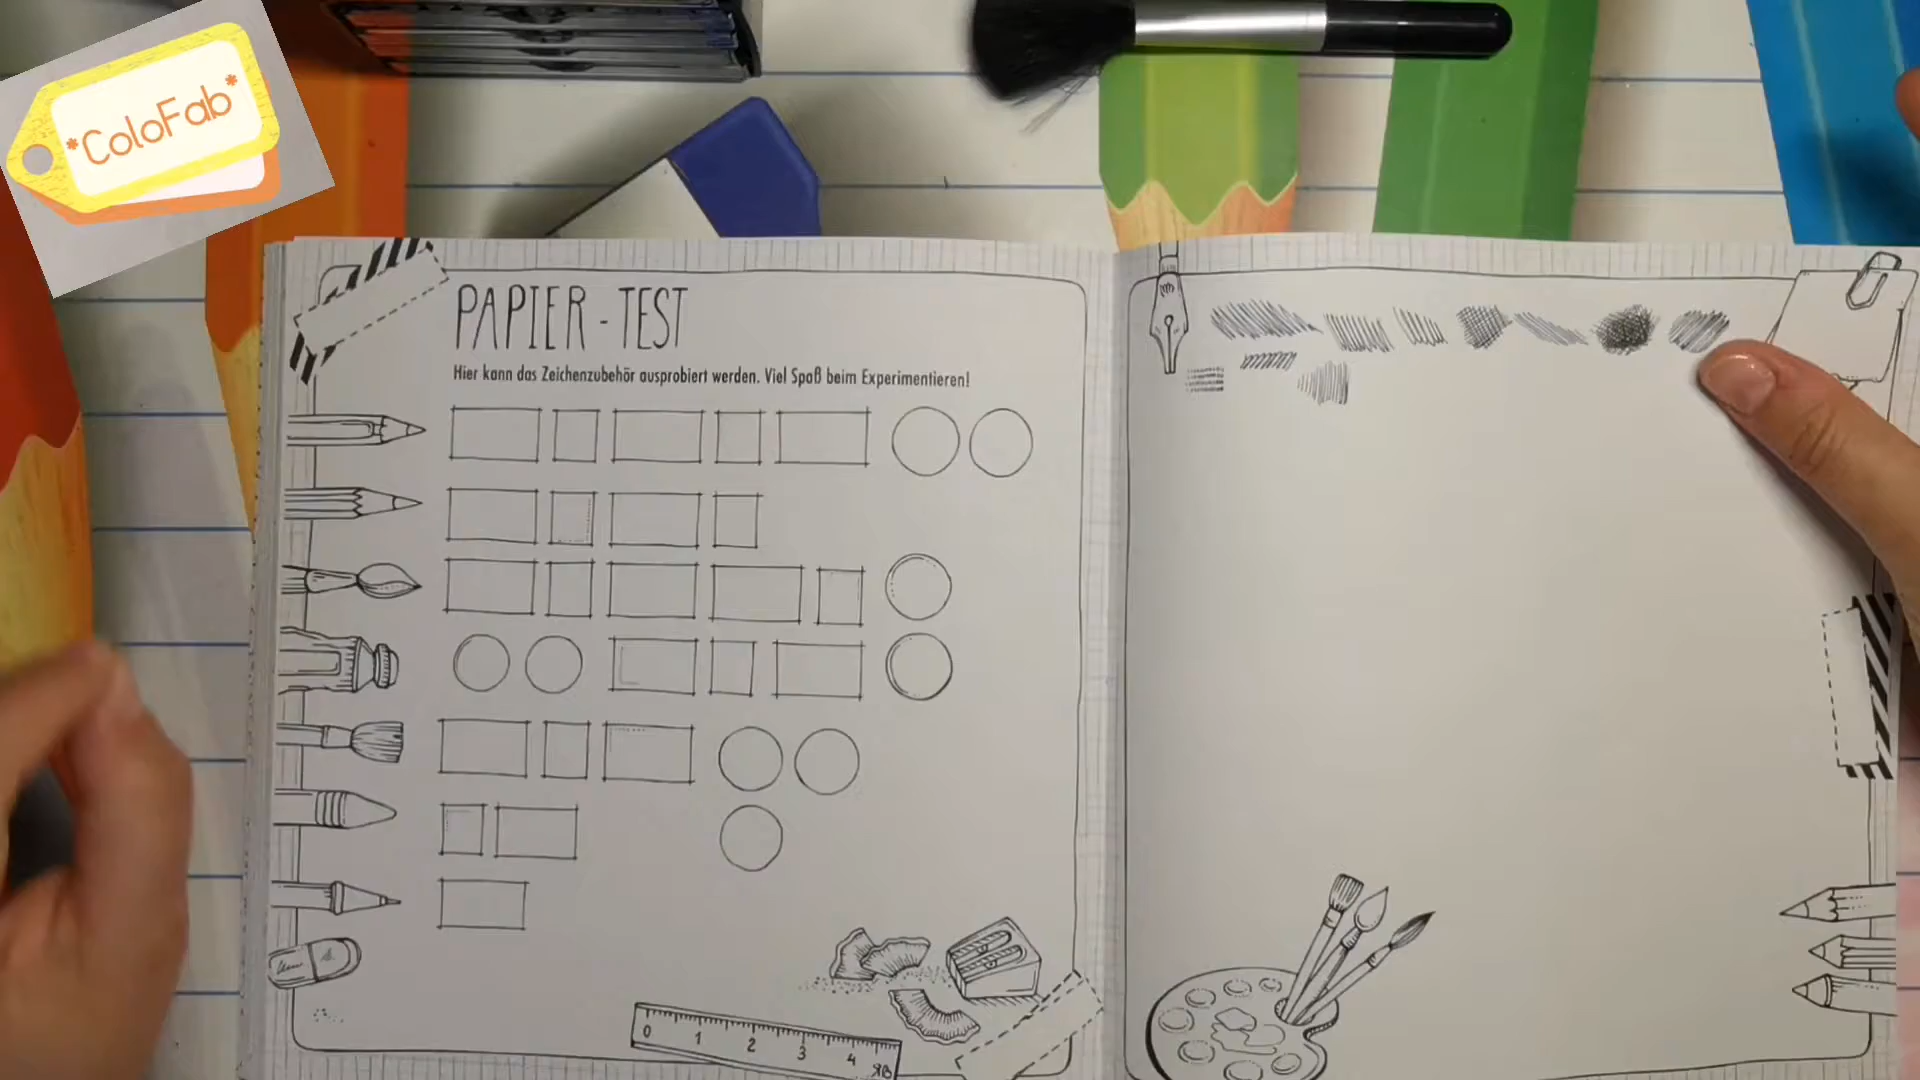 *ColoFab*
PAPIER-TEST
Hier kann das Zeichenzubehör ausprobiert werden. Viel Spaß beim Experimentieren!
0 1 2 3 4